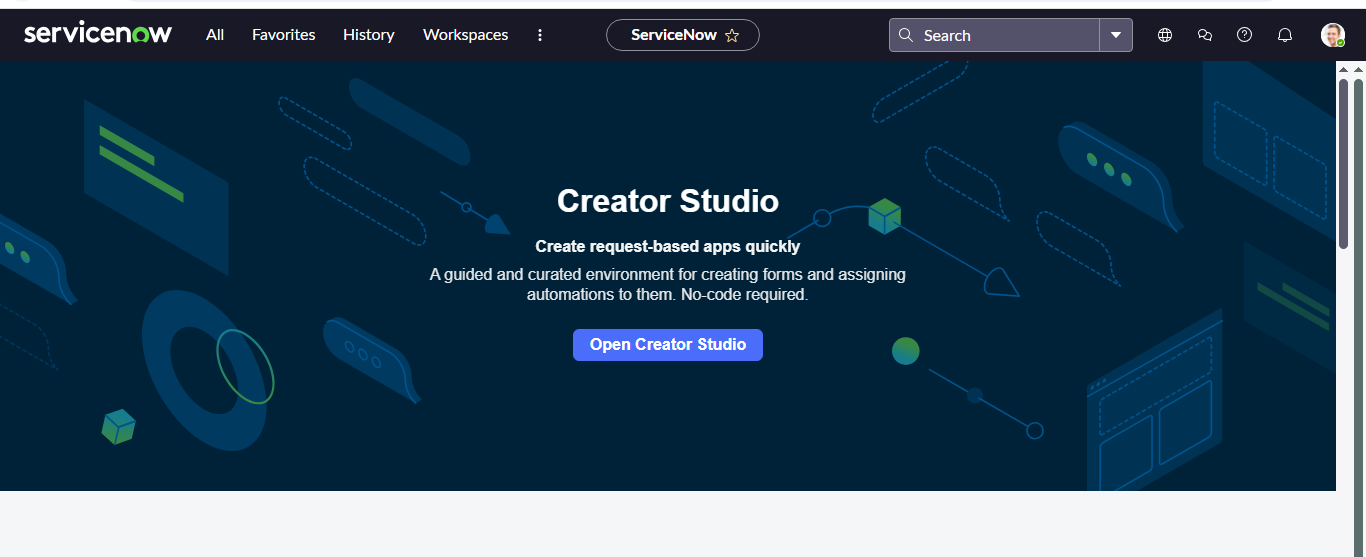 servicenow All Favorites History Workspaces ServiceNow Search
Creator Studio
Create request-based apps quickly
A guided and curated environment for creating forms and assigning
automations to them. No-code required.
Open Creator Studio